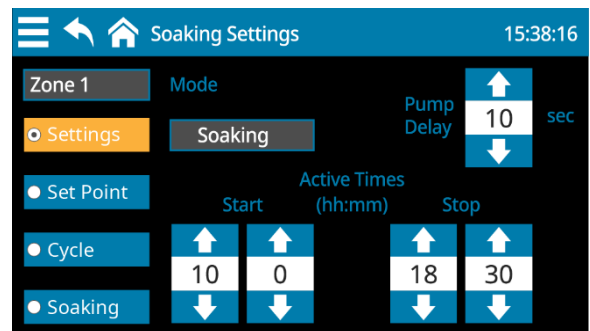 Soaking Settings 15:38:16
Zone 1
Mode
Pump
Delay
10
sec
Settings
Soaking
Set Point
Active Times
Start (hh:mm) Stop
Cycle
10 0 18 30
Soaking